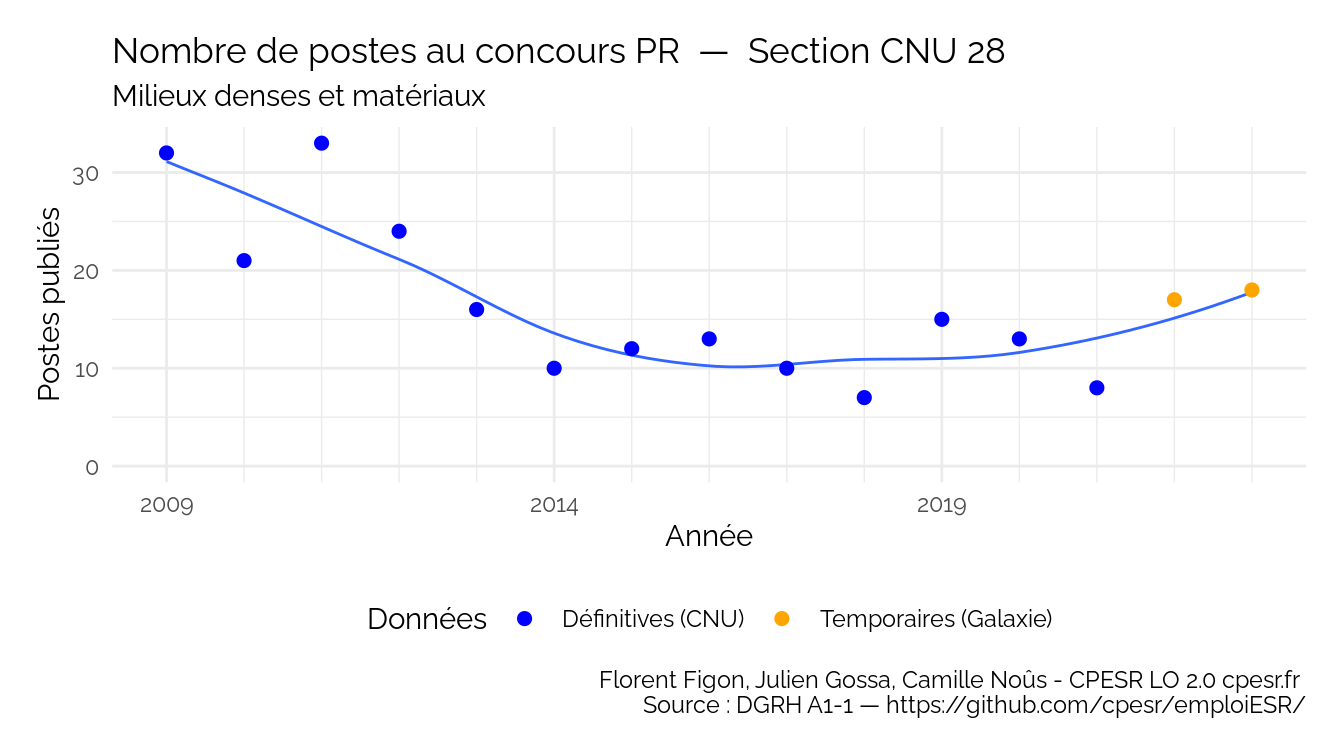 Nombre de postes au concours PR — Section CNU 28
Milieux denses et matériaux
Postes publiés
30
20
10
0
2009
2014
2019
Année
Données
Définitives (CNU)
Temporaires (Galaxie)
Florent Figon, Julien Gossa, Camille Noûs - CPESR LO 2.0 cpesr.fr
Source : DGRH A1-1 — https://github.com/cpesr/emploiESR/